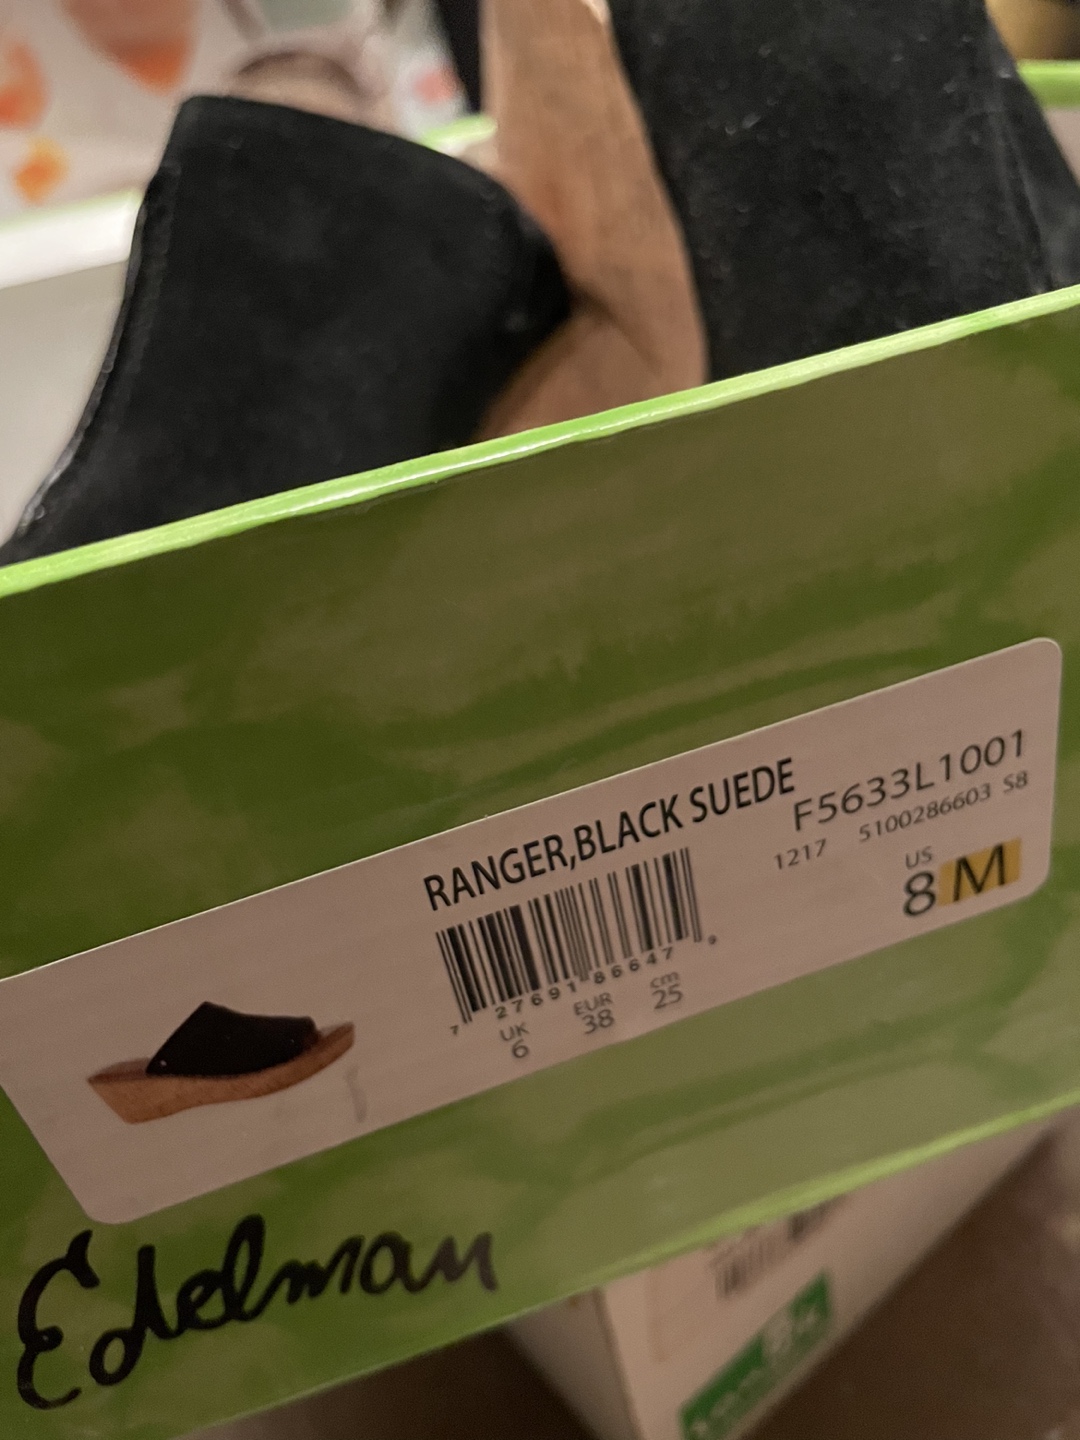 RANGER,BLACK SUEDE
F5633L1001
1217 5100286603 S8
US
8 M
7 27691 86647 9
UK EUR cm
6 38 25
Edelman